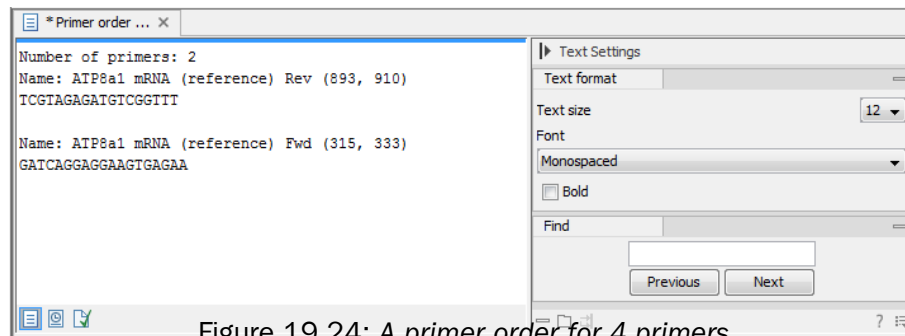 * Primer order ...
Number of primers: 2
Name: ATP8a1 mRNA (reference) Rev (893, 910)
TCGTAGAGATGTCGGTTT
Name: ATP8a1 mRNA (reference) Fwd (315, 333)
GATCAGGAGGAAGTGAGAA
Text Settings
Text format
Text size
12
Font
Monospaced
Bold
Find
Previous
Next
Figure 19.24: A primer order for 4 primers